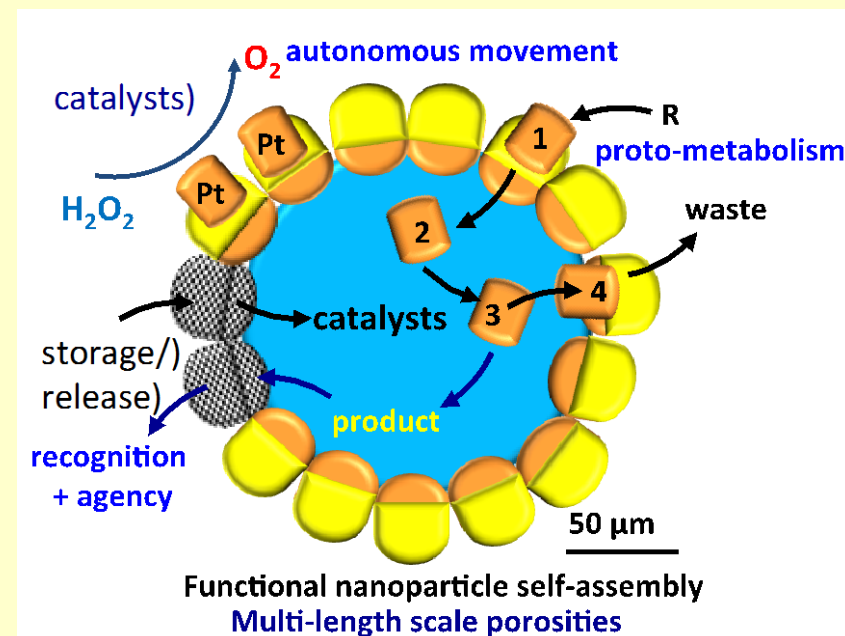 O2 autonomous movement
catalysts)
Pt
Pt
H2O2
1
R
proto-metabolism
waste
2
3
4
catalysts
storage/)
release)
product
recognition
+ agency
50 μm
Functional nanoparticle self-assembly
Multi-length scale porosities